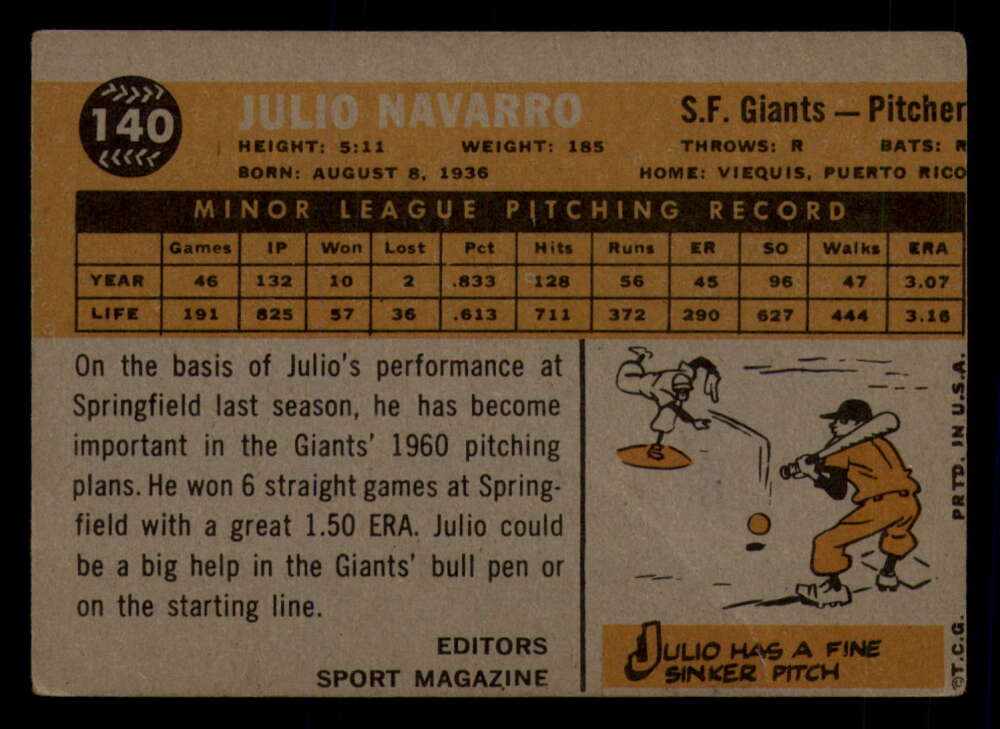 140
JULIO NAVARRO
S.F. Giants — Pitcher
HEIGHT: 5:11 WEIGHT: 185 THROWS: R BATS: R
BORN: AUGUST 8, 1936 HOME: VIEQUIS, PUERTO RICO
MINOR LEAGUE PITCHING RECORD
Games IP Won Lost Pct Hits Runs ER SO Walks ERA
YEAR 46 132 10 2 .833 128 56 45 96 47 3.07
LIFE 191 825 57 36 .613 711 372 290 627 444 3.16
On the basis of Julio's performance at
Springfield last season, he has become
important in the Giants' 1960 pitching
plans. He won 6 straight games at Spring-
field with a great 1.50 ERA. Julio could
be a big help in the Giants' bull pen or
on the starting line.
EDITORS
SPORT MAGAZINE
JULIO HAS A FINE
SINKER PITCH
©T.C.G. PRTD. IN U.S.A.